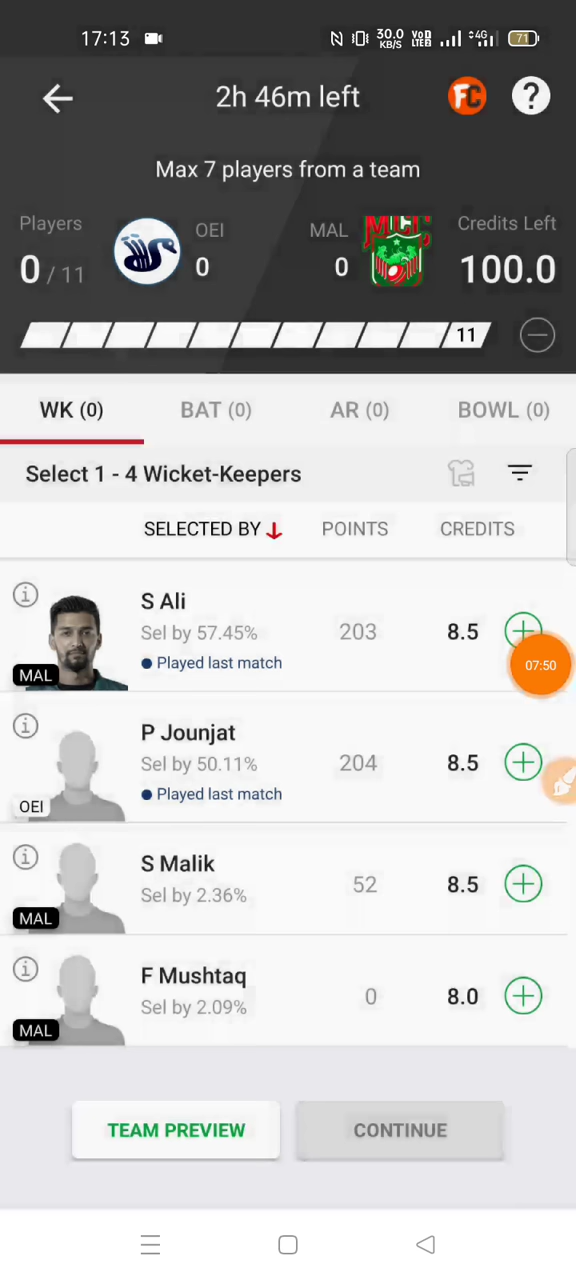 17:13
30.0
KB/S
VoD
LTE
4G
71
2h 46m left
FC
?
Max 7 players from a team
Players
OEI
MAL
Credits Left
0 / 11
0
0
100.0
11
WK (0)
BAT (0)
AR (0)
BOWL (0)
Select 1 - 4 Wicket-Keepers
SELECTED BY
POINTS
CREDITS
S Ali
Sel by 57.45%
203
8.5
Played last match
MAL
07:50
P Jounjat
Sel by 50.11%
204
8.5
Played last match
OEI
S Malik
Sel by 2.36%
52
8.5
MAL
F Mushtaq
Sel by 2.09%
0
8.0
MAL
TEAM PREVIEW
CONTINUE